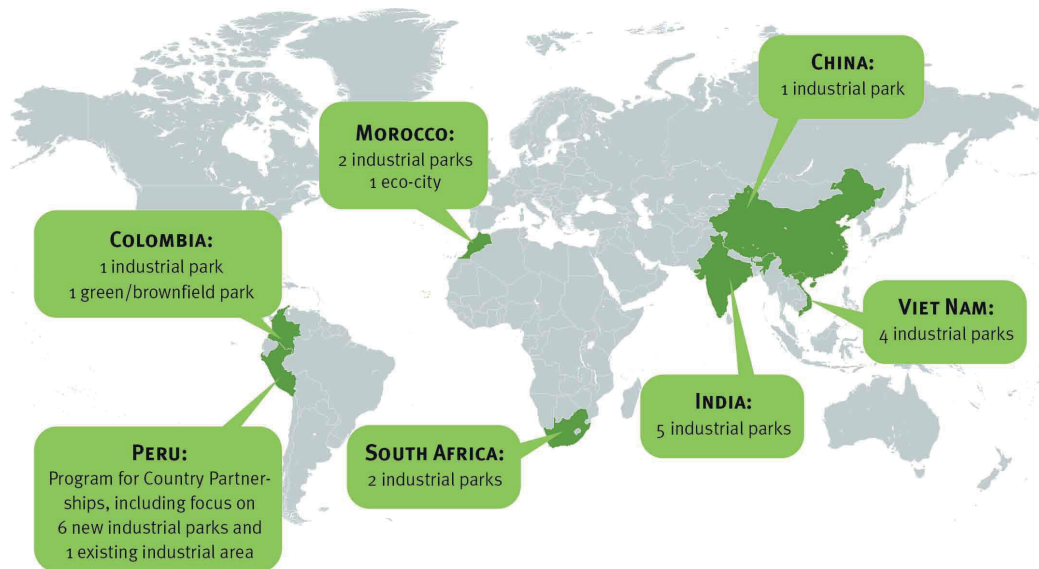 CHINA:
1 industrial park
MOROCCO:
2 industrial parks
1 eco-city
COLOMBIA:
1 industrial park
1 green/brownfield park
VIET NAM:
4 industrial parks
INDIA:
5 industrial parks
PERU:
Program for Country Partner-
ships, including focus on
6 new industrial parks and
1 existing industrial area
SOUTH AFRICA:
2 industrial parks